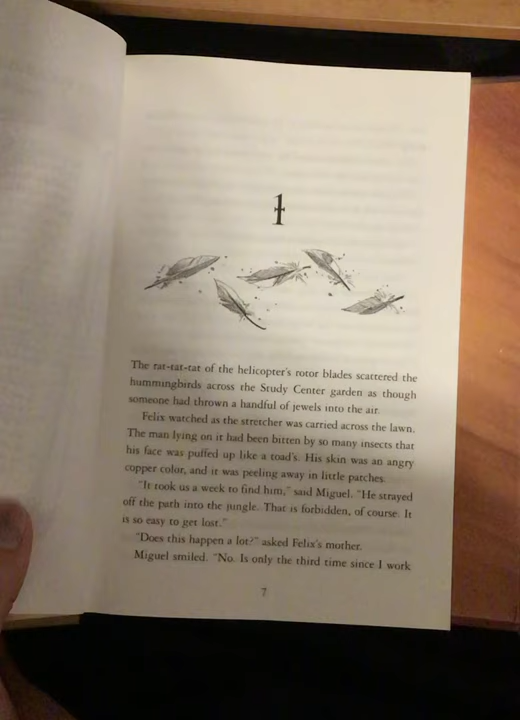 1
The rat-rat-rat of the helicopter's rotor blades scattered the
hummingbirds across the Study Center garden as though
someone had thrown a handful of jewels into the air.
Felix watched as the stretcher was carried across the lawn.
The man lying on it had been bitten by so many insects that
his face was puffed up like a toad's. His skin was an angry
copper color, and it was peeling away in little patches.
"It took us a week to find him," said Miguel. "He strayed
off the path into the jungle. That is forbidden, of course. It
is so easy to get lost."
"Does this happen a lot?" asked Felix's mother.
Miguel smiled. "No. Is only the third time since I work
7